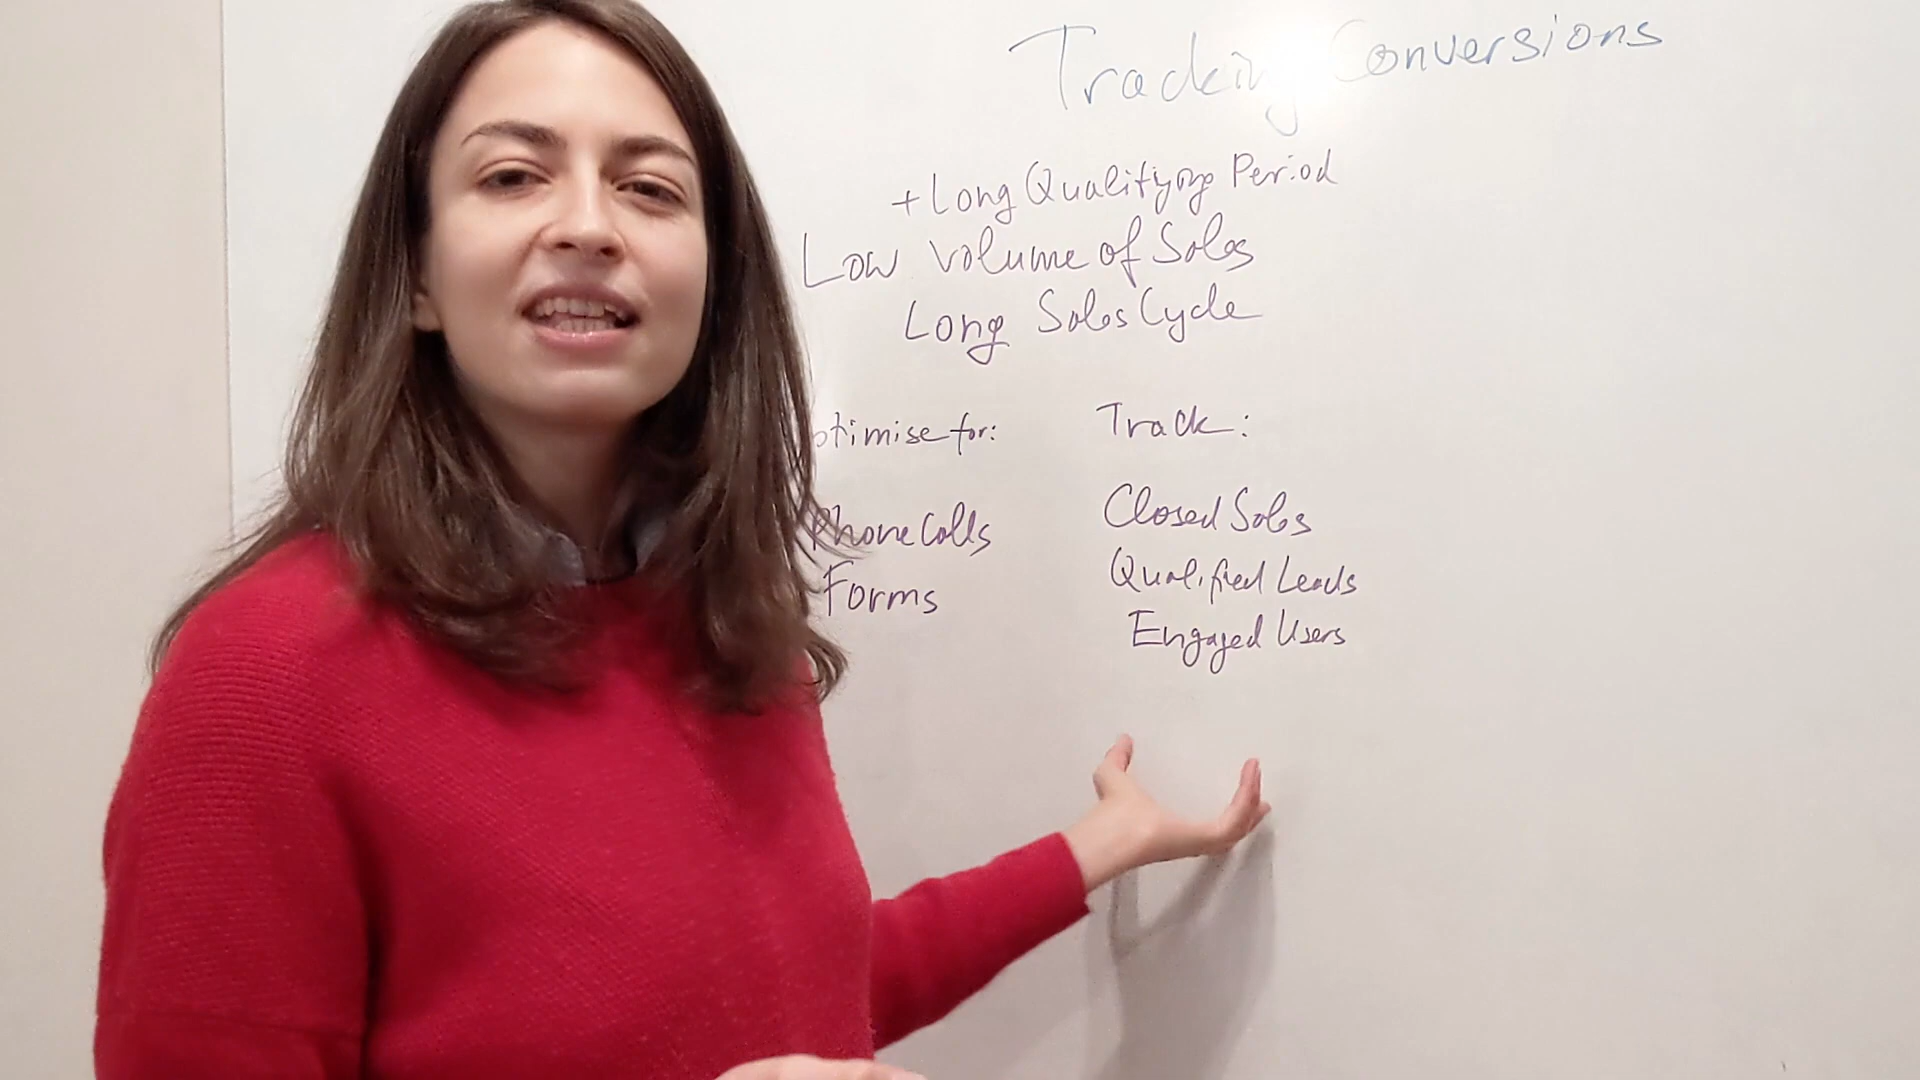 Tracking Conversions
+ Long Qualifying Period
Low volume of Sales
Long Sales Cycle
ptimise for:
Phone Calls
Forms
Track:
Closed Sales
Qualified Leads
Engaged Users